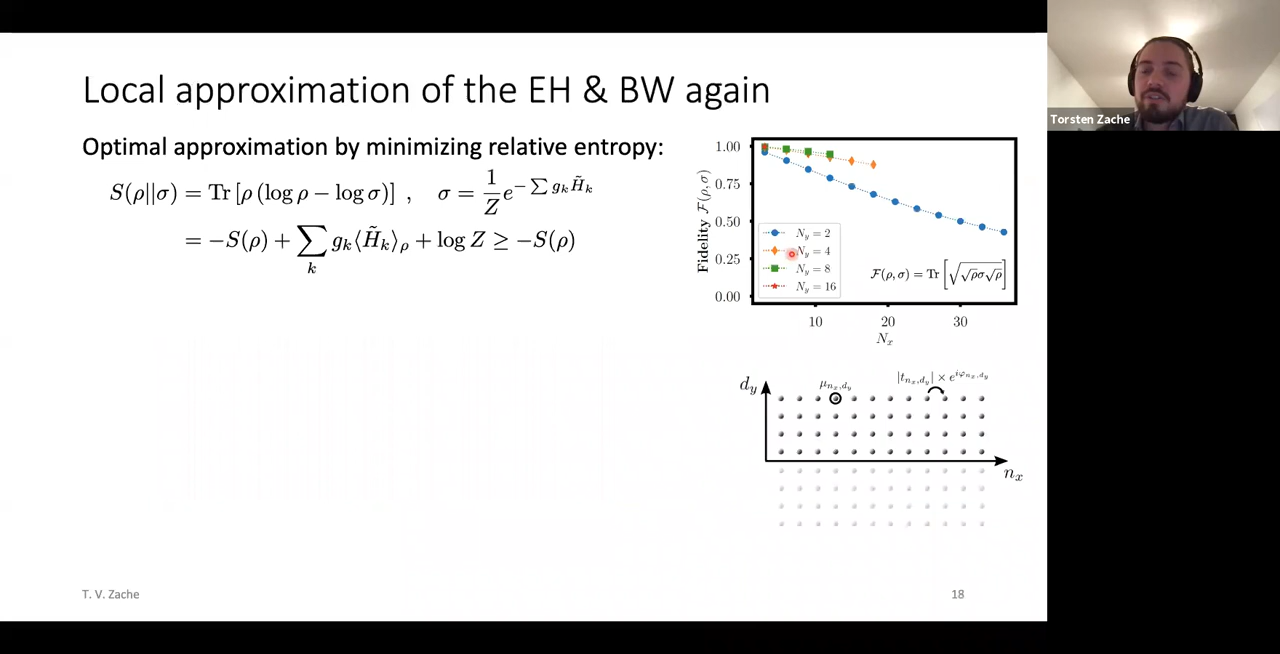 Local approximation of the EH & BW again
Optimal approximation by minimizing relative entropy:
S(ρ||σ) = Tr [ρ (log ρ − log σ)] , σ = 1/Z e^{−∑ g_k H̃_k}
= −S(ρ) + ∑_k g_k⟨H̃_k⟩_ρ + log Z ≥ −S(ρ)
Fidelity F(ρ, σ)
1.00
0.75
0.50
0.25
0.00
N_y = 2
N_y = 4
N_y = 8
N_y = 16
F(ρ, σ) = Tr [√(√ρσ√ρ)]
10 20 30
N_x
d_y
μ_{n_x,d_y}
|t_{n_x,d_y}| × e^{iφ_{n_x,d_y}}
n_x
T. V. Zache
18
Torsten Zache